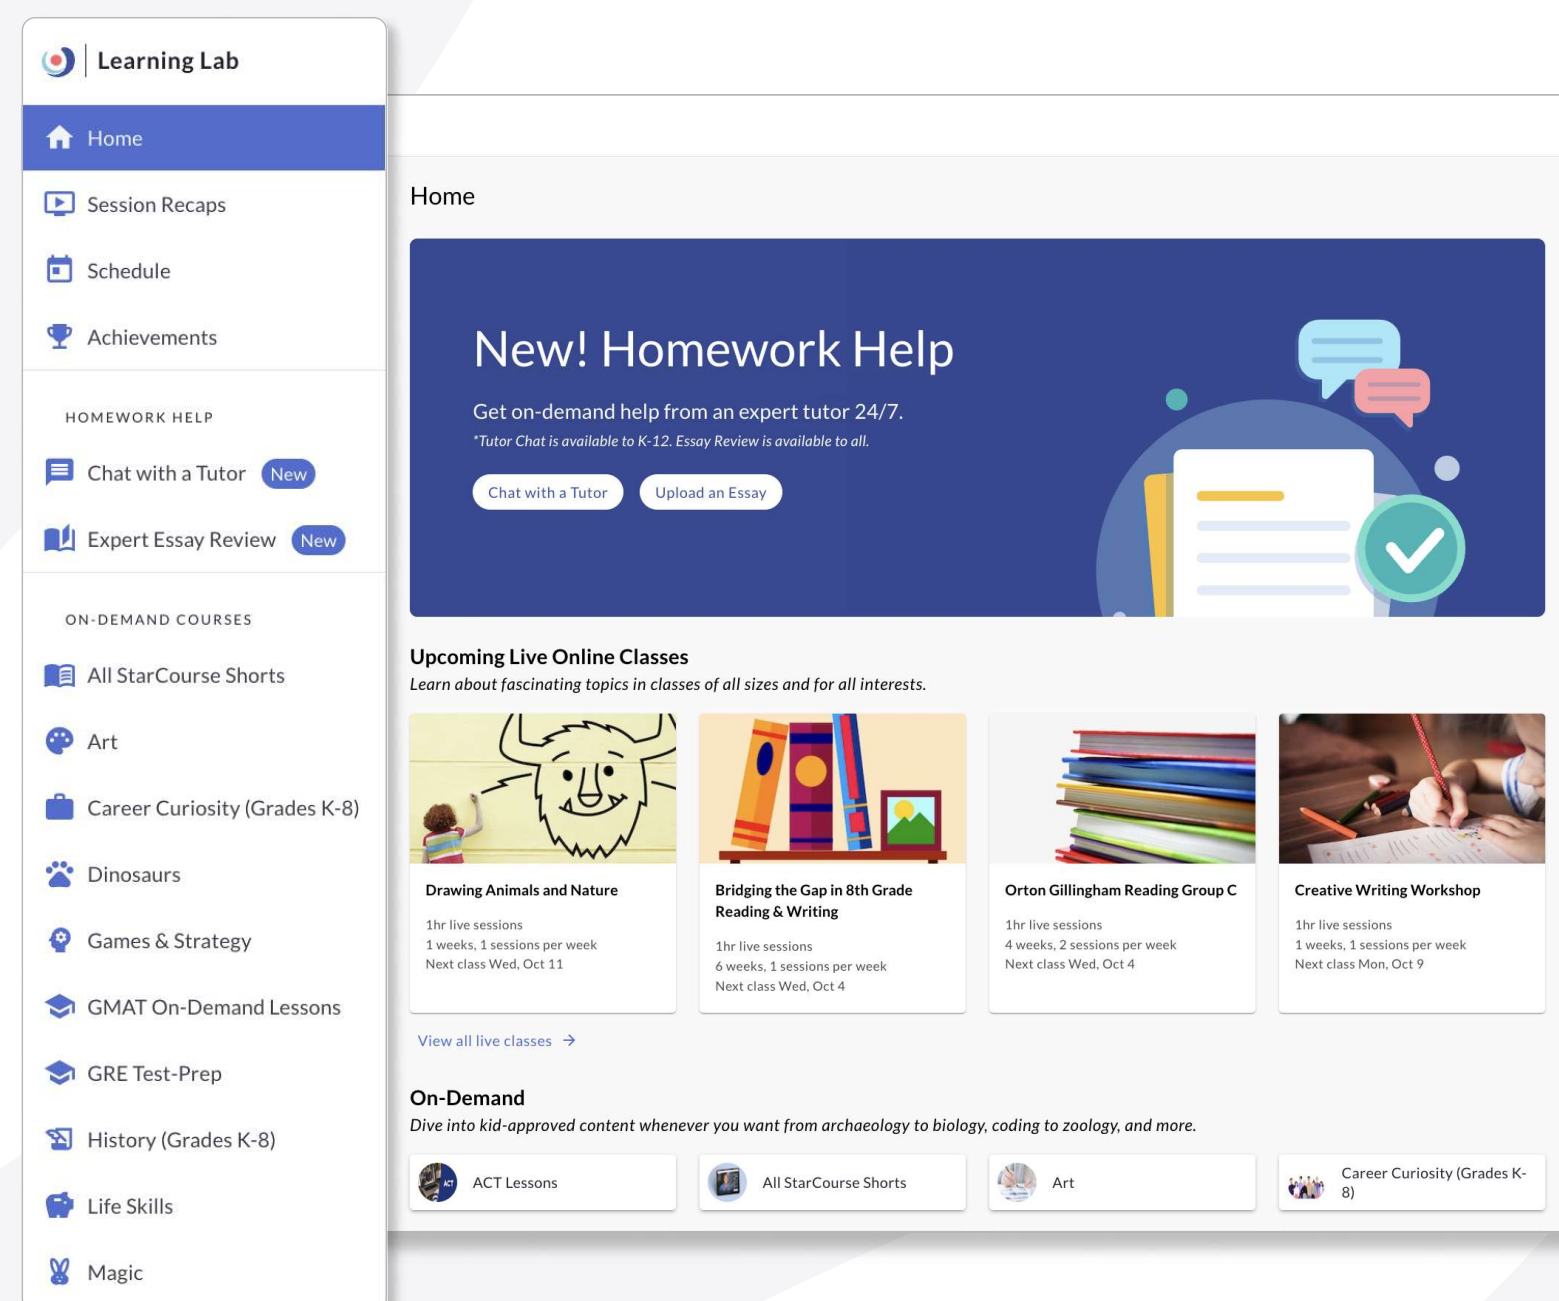 Learning Lab
Home
Session Recaps
Schedule
Achievements
HOMEWORK HELP
Chat with a Tutor New
Expert Essay Review New
ON-DEMAND COURSES
All StarCourse Shorts
Art
Career Curiosity (Grades K-8)
Dinosaurs
Games & Strategy
GMAT On-Demand Lessons
GRE Test-Prep
History (Grades K-8)
Life Skills
Magic
Home
New! Homework Help
Get on-demand help from an expert tutor 24/7.
*Tutor Chat is available to K-12. Essay Review is available to all.
Chat with a Tutor Upload an Essay
Upcoming Live Online Classes
Learn about fascinating topics in classes of all sizes and for all interests.
Drawing Animals and Nature
1hr live sessions
1 weeks, 1 sessions per week
Next class Wed, Oct 11
Bridging the Gap in 8th Grade
Reading & Writing
1hr live sessions
6 weeks, 1 sessions per week
Next class Wed, Oct 4
Orton Gillingham Reading Group C
1hr live sessions
4 weeks, 2 sessions per week
Next class Wed, Oct 4
Creative Writing Workshop
1hr live sessions
1 weeks, 1 sessions per week
Next class Mon, Oct 9
View all live classes →
On-Demand
Dive into kid-approved content whenever you want from archaeology to biology, coding to zoology, and more.
ACT
ACT Lessons
All StarCourse Shorts
Art
Career Curiosity (Grades K-
8)